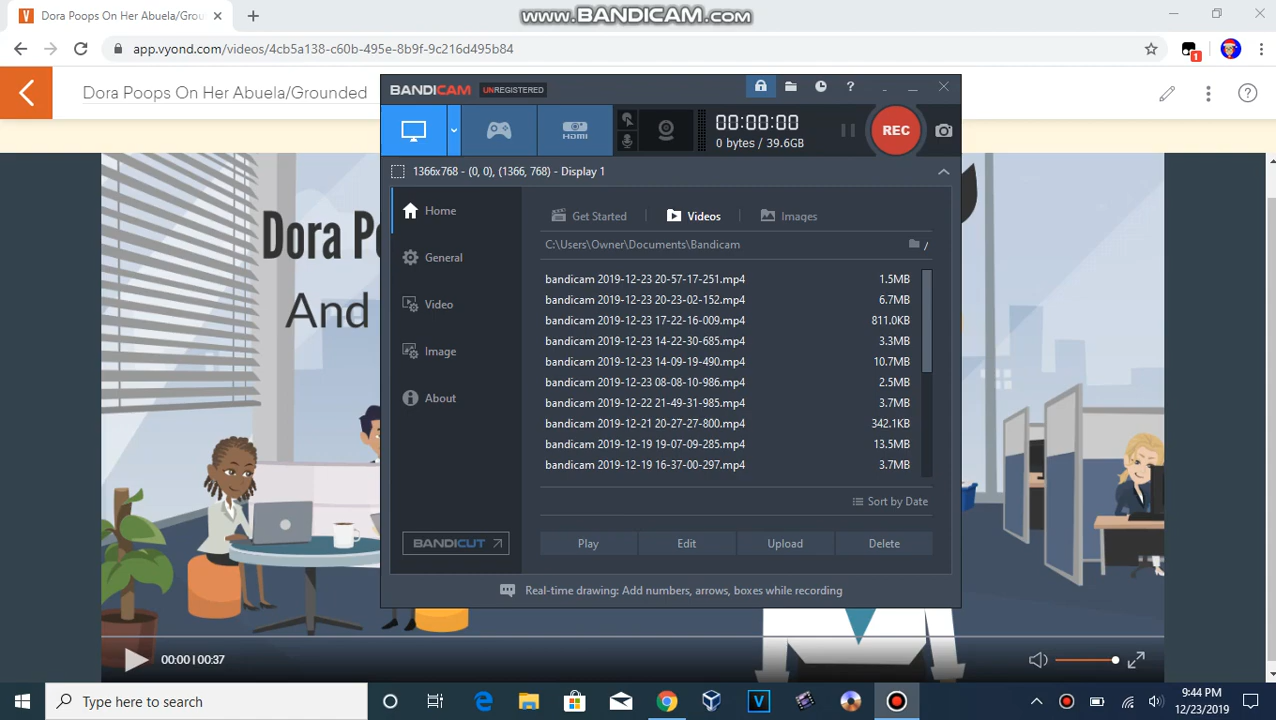 Dora Poops On Her Abuela/Grou
www.BANDICAM.com
app.vyond.com/videos/4cb5a138-c60b-495e-8b9f-9c216d495b84
1
Dora Poops On Her Abuela/Grounded
BANDICAM UNREGISTERED
HDMI
00:00:00
0 bytes / 39.6GB
REC
1366x768 - (0, 0), (1366, 768) - Display 1
Home
General
Video
Image
About
BANDICUT
Get Started
Videos
Images
C:\Users\Owner\Documents\Bandicam
/
bandicam 2019-12-23 20-57-17-251.mp4 1.5MB
bandicam 2019-12-23 20-23-02-152.mp4 6.7MB
bandicam 2019-12-23 17-22-16-009.mp4 811.0KB
bandicam 2019-12-23 14-22-30-685.mp4 3.3MB
bandicam 2019-12-23 14-09-19-490.mp4 10.7MB
bandicam 2019-12-23 08-08-10-986.mp4 2.5MB
bandicam 2019-12-22 21-49-31-985.mp4 3.7MB
bandicam 2019-12-21 20-27-27-800.mp4 342.1KB
bandicam 2019-12-19 19-07-09-285.mp4 13.5MB
bandicam 2019-12-19 16-37-00-297.mp4 3.7MB
Sort by Date
Play Edit Upload Delete
Real-time drawing: Add numbers, arrows, boxes while recording
Dora
And
00:00 | 00:37
Type here to search
9:44 PM
12/23/2019